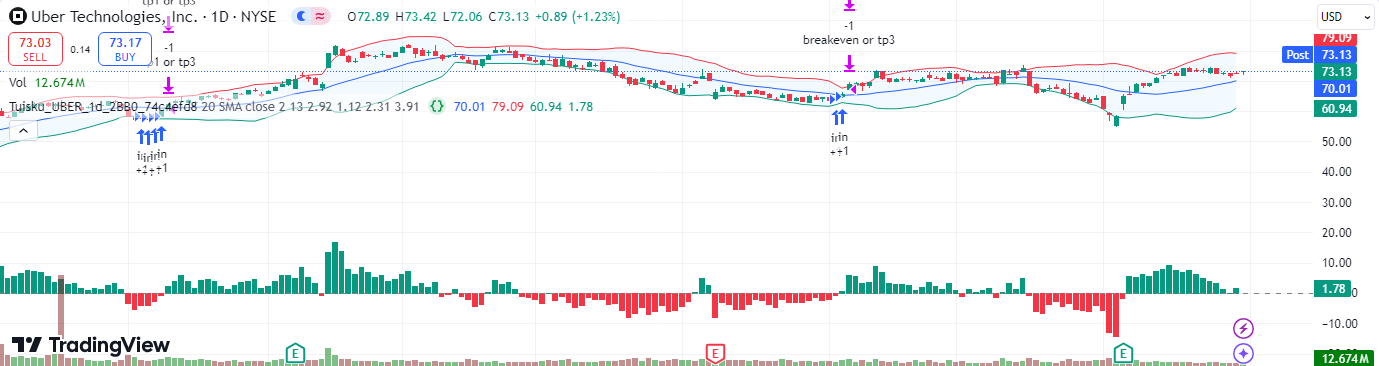 Uber Technologies, Inc. · 1D · NYSE
O72.89 H73.42 L72.06 C73.13 +0.89 (+1.23%)
USD
73.03
SELL
0.14
73.17
BUY
-1
or tp3
Vol 12.674M
Tuisku_UBER_1d_2BB0_74c4efd8 20 SMA close 2 13 2.92 1.12 2.31 3.91
70.01 79.09 60.94 1.78
-1
breakeven or tp3
79.09
Post 73.13
73.13
70.01
60.94
50.00
40.00
30.00
20.00
10.00
1.78
−10.00
12.674M
E
E
E
TradingView